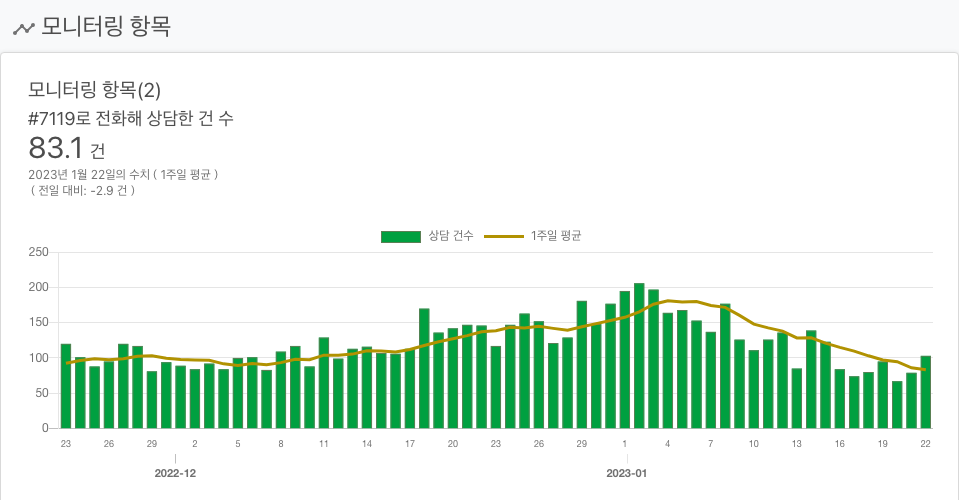 모니터링 항목
모니터링 항목(2)
#7119로 전화해 상담한 건 수
83.1 건
2023년 1월 22일의 수치 ( 1주일 평균 )
( 전일 대비: -2.9 건 )
상담 건수 1주일 평균
250
200
150
100
50
0
23 26 29 2 5 8 11 14 17 20 23 26 29 1 4 7 10 13 16 19 22
2022-12 2023-01